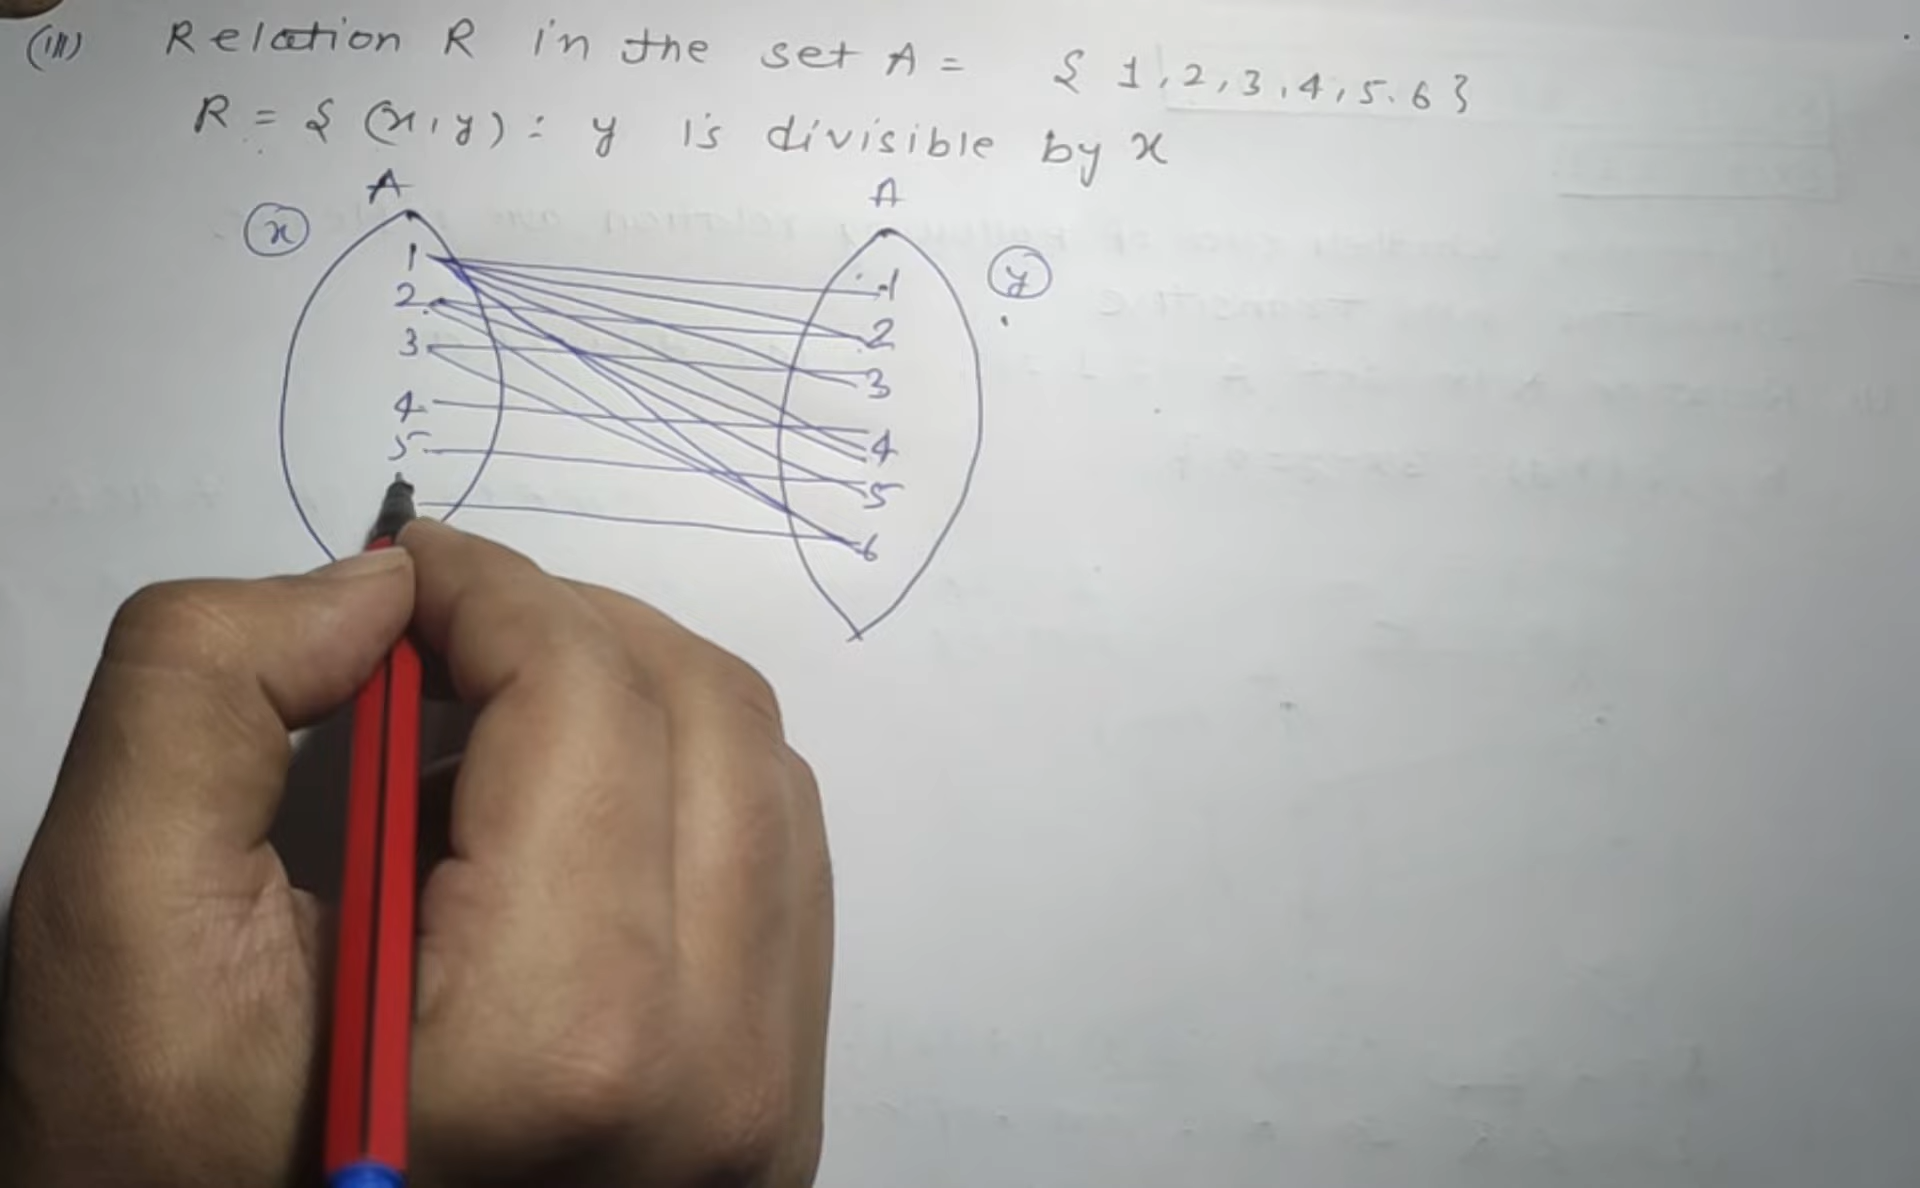 (III) Relation R in the set A = { 1, 2, 3, 4, 5. 6 }
R = { (x, y) : y is divisible by x
A
A
x
y
1
2
3
4
5
1
2
3
4
5
6